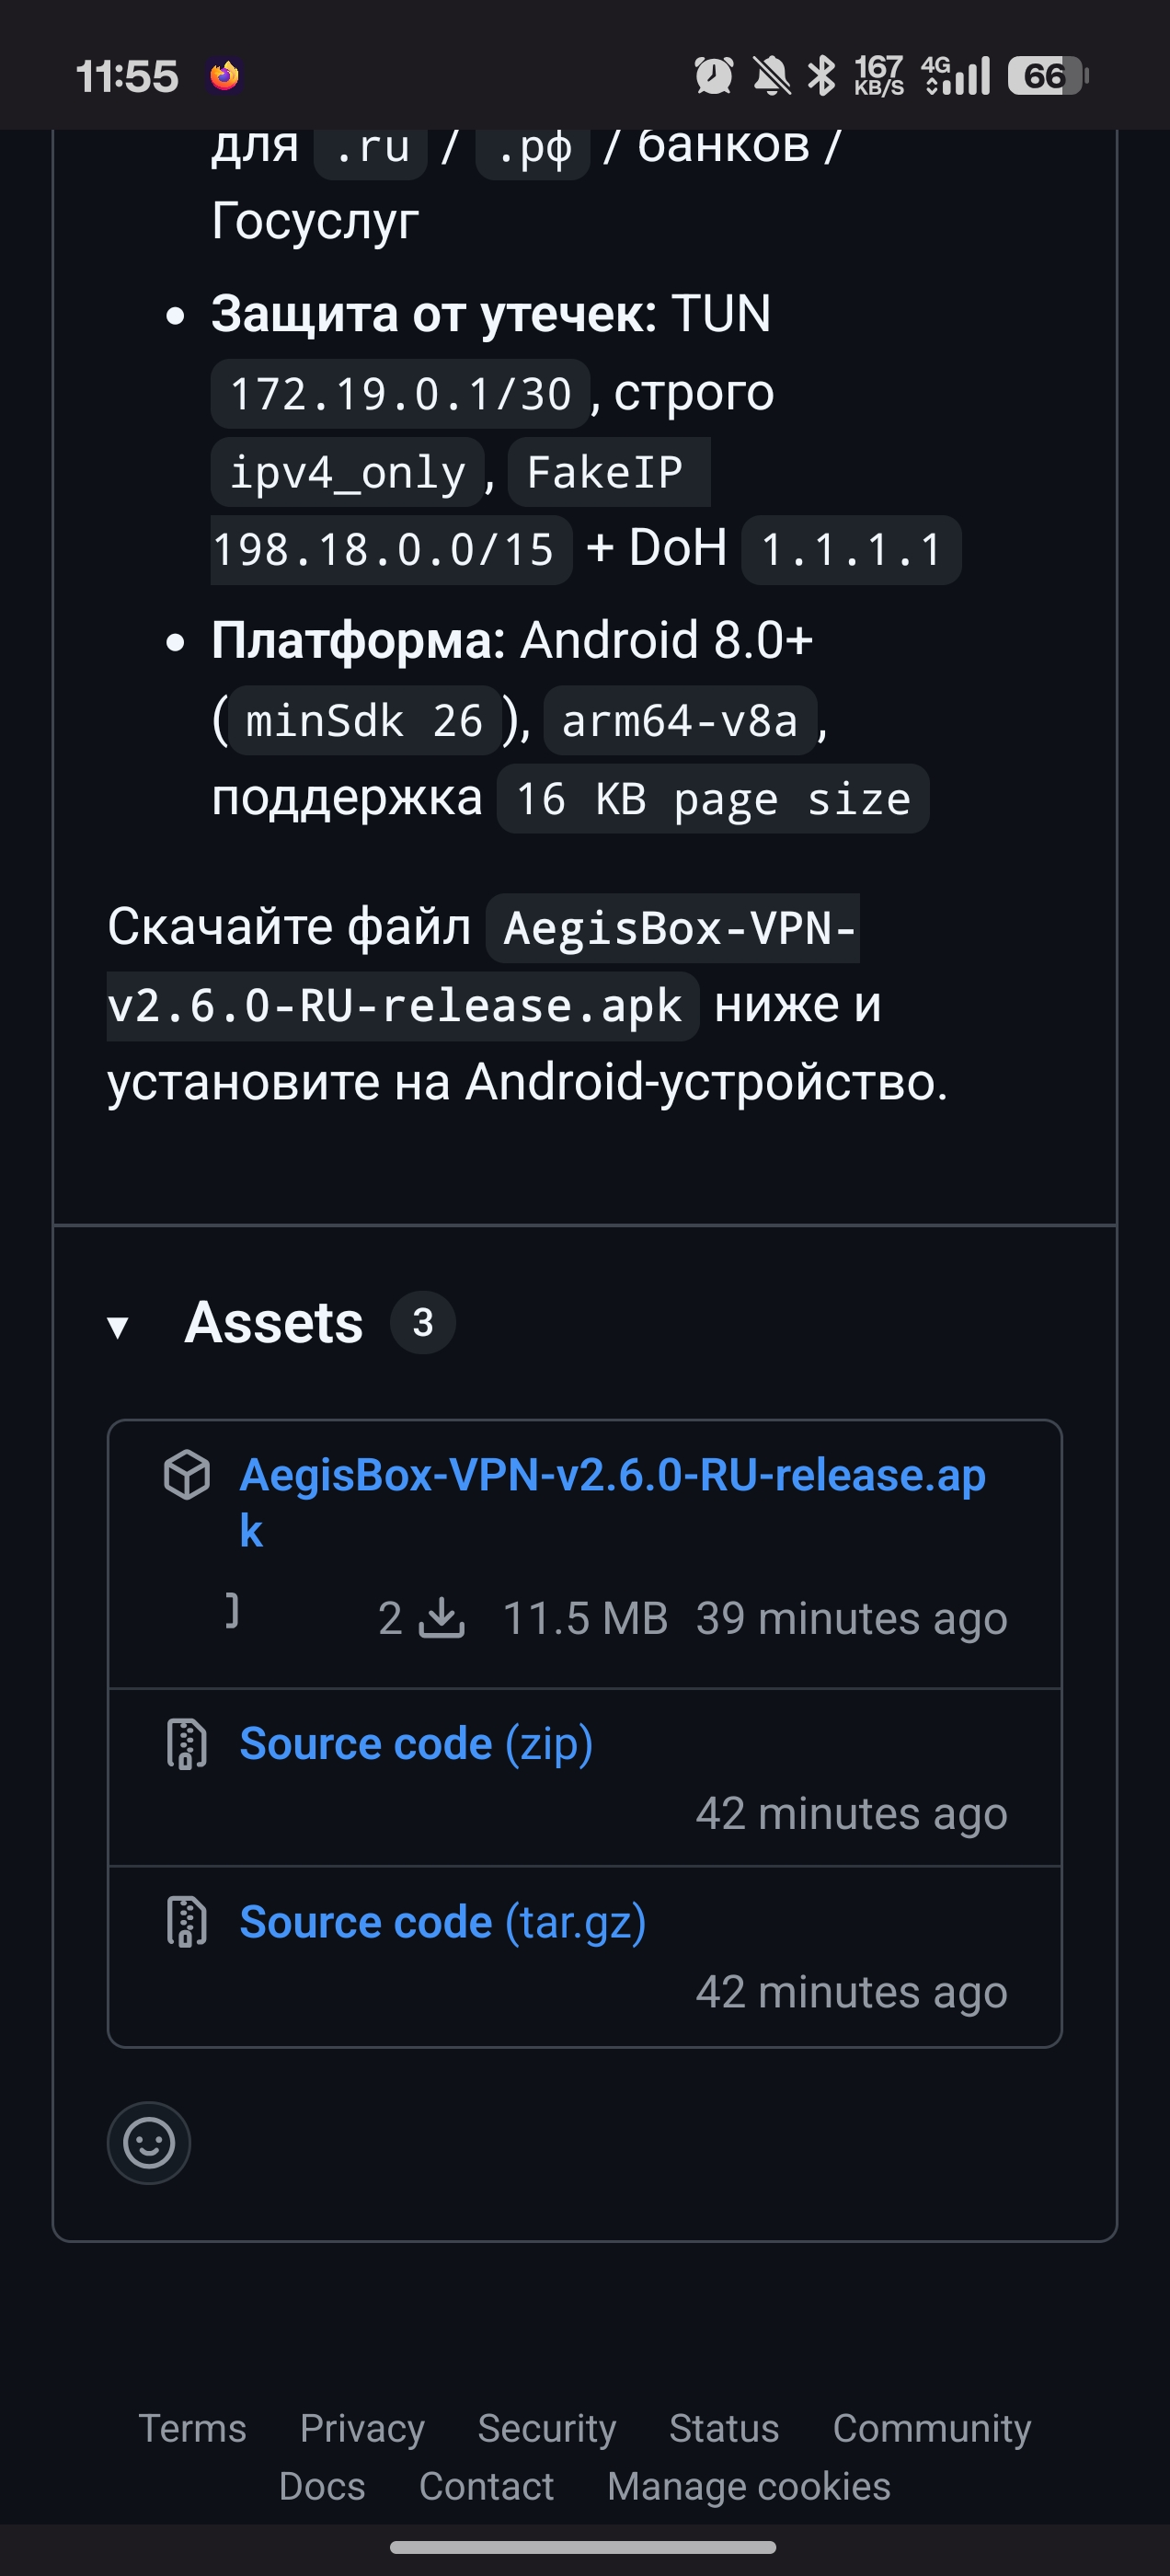 11:55
167 KB/S 4G 66
для .ru / .рф / банков /
Госуслуг
• Защита от утечек: TUN
172.19.0.1/30, строго
ipv4_only, FakeIP
198.18.0.0/15 + DoH 1.1.1.1
• Платформа: Android 8.0+
(minSdk 26), arm64-v8a,
поддержка 16 KB page size
Скачайте файл AegisBox-VPN-
v2.6.0-RU-release.apk ниже и
установите на Android-устройство.
▼ Assets 3
AegisBox-VPN-v2.6.0-RU-release.ap
k
2 11.5 MB 39 minutes ago
Source code (zip)
42 minutes ago
Source code (tar.gz)
42 minutes ago
Terms Privacy Security Status Community
Docs Contact Manage cookies